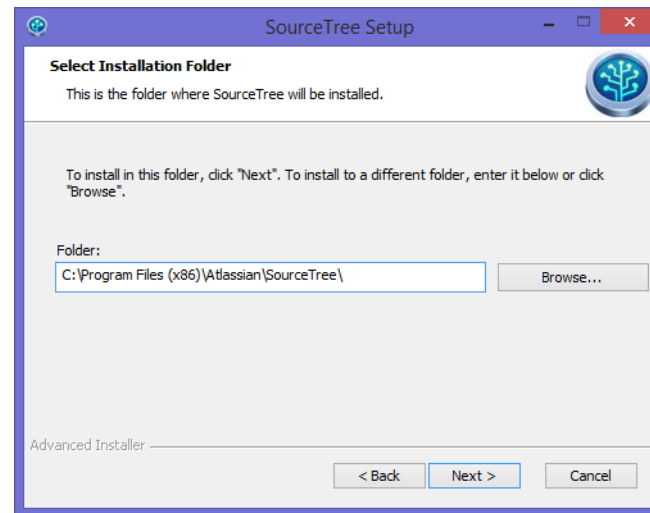 SourceTree Setup
Select Installation Folder
This is the folder where SourceTree will be installed.
To install in this folder, click "Next". To install to a different folder, enter it below or click
"Browse".
Folder:
C:\Program Files (x86)\Atlassian\SourceTree\
Browse...
Advanced Installer
< Back
Next >
Cancel